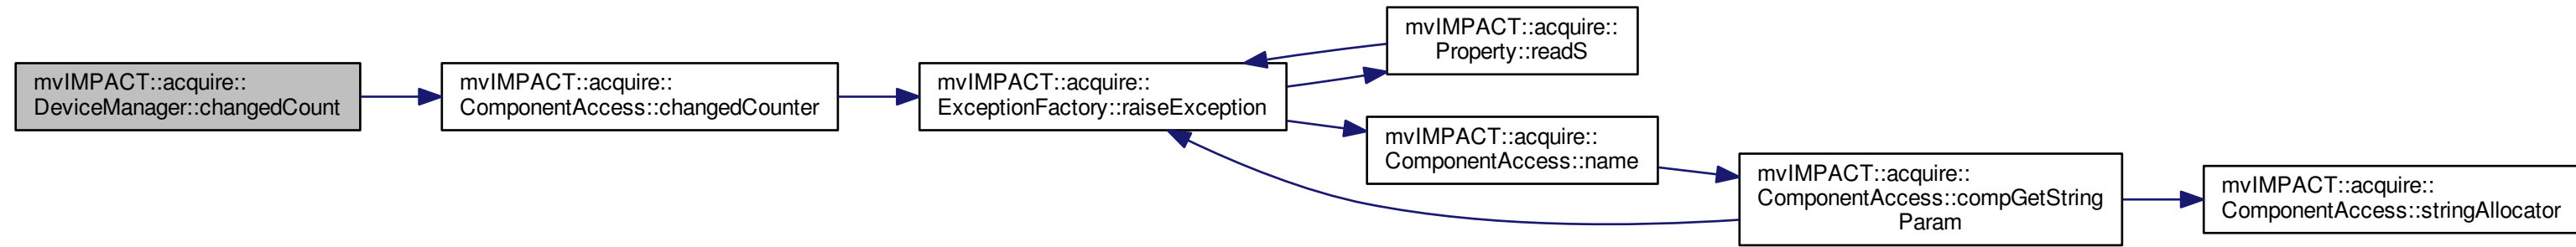 mvIMPACT::acquire::
DeviceManager::changedCount
mvIMPACT::acquire::
ComponentAccess::changedCounter
mvIMPACT::acquire::
ExceptionFactory::raiseException
mvIMPACT::acquire::
Property::readS
mvIMPACT::acquire::
ComponentAccess::name
mvIMPACT::acquire::
ComponentAccess::compGetString
Param
mvIMPACT::acquire::
ComponentAccess::stringAllocator